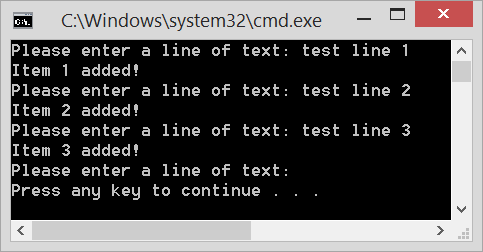 C:\Windows\system32\cmd.exe
Please enter a line of text: test line 1
Item 1 added!
Please enter a line of text: test line 2
Item 2 added!
Please enter a line of text: test line 3
Item 3 added!
Please enter a line of text:
Press any key to continue . . .